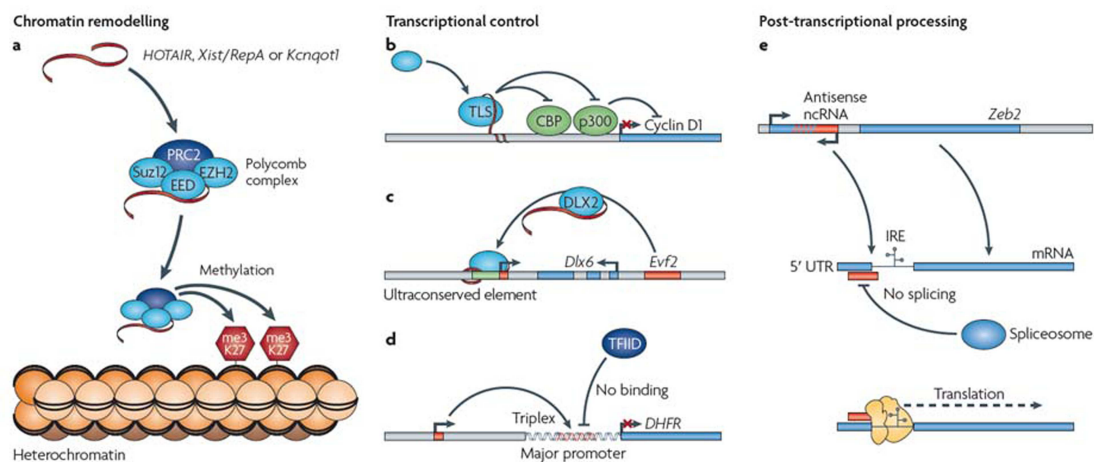 Chromatin remodelling
a
HOTAIR, Xist/RepA or Kcnqot1
PRC2
Suz12
EZH2
EED
Polycomb
complex
Methylation
me3
K27
me3
K27
Heterochromatin
Transcriptional control
b
TLS
CBP
p300
Cyclin D1
c
DLX2
Dlx6
Evf2
Ultraconserved element
d
TFIID
No binding
Triplex
DHFR
Major promoter
Post-transcriptional processing
e
Antisense
ncRNA
Zeb2
IRE
5′ UTR
mRNA
No splicing
Spliceosome
Translation